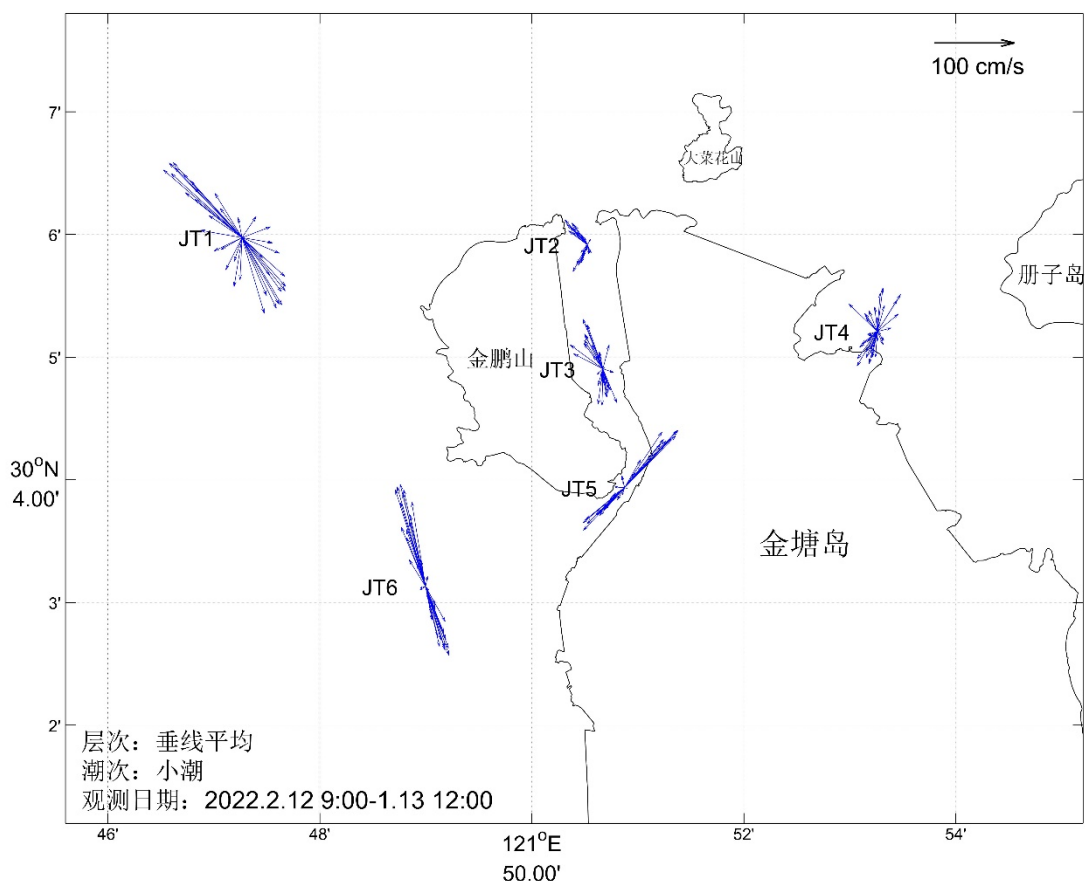 100 cm/s
7'
大菜花山
JT1
6'
JT2
册子岛
JT4
5'
金鹏山
JT3
30°N
4.00'
JT5
金塘岛
JT6
3'
2'
层次：垂线平均
潮次：小潮
观测日期：2022.2.12 9:00-1.13 12:00
46'
48'
121°E
50.00'
52'
54'